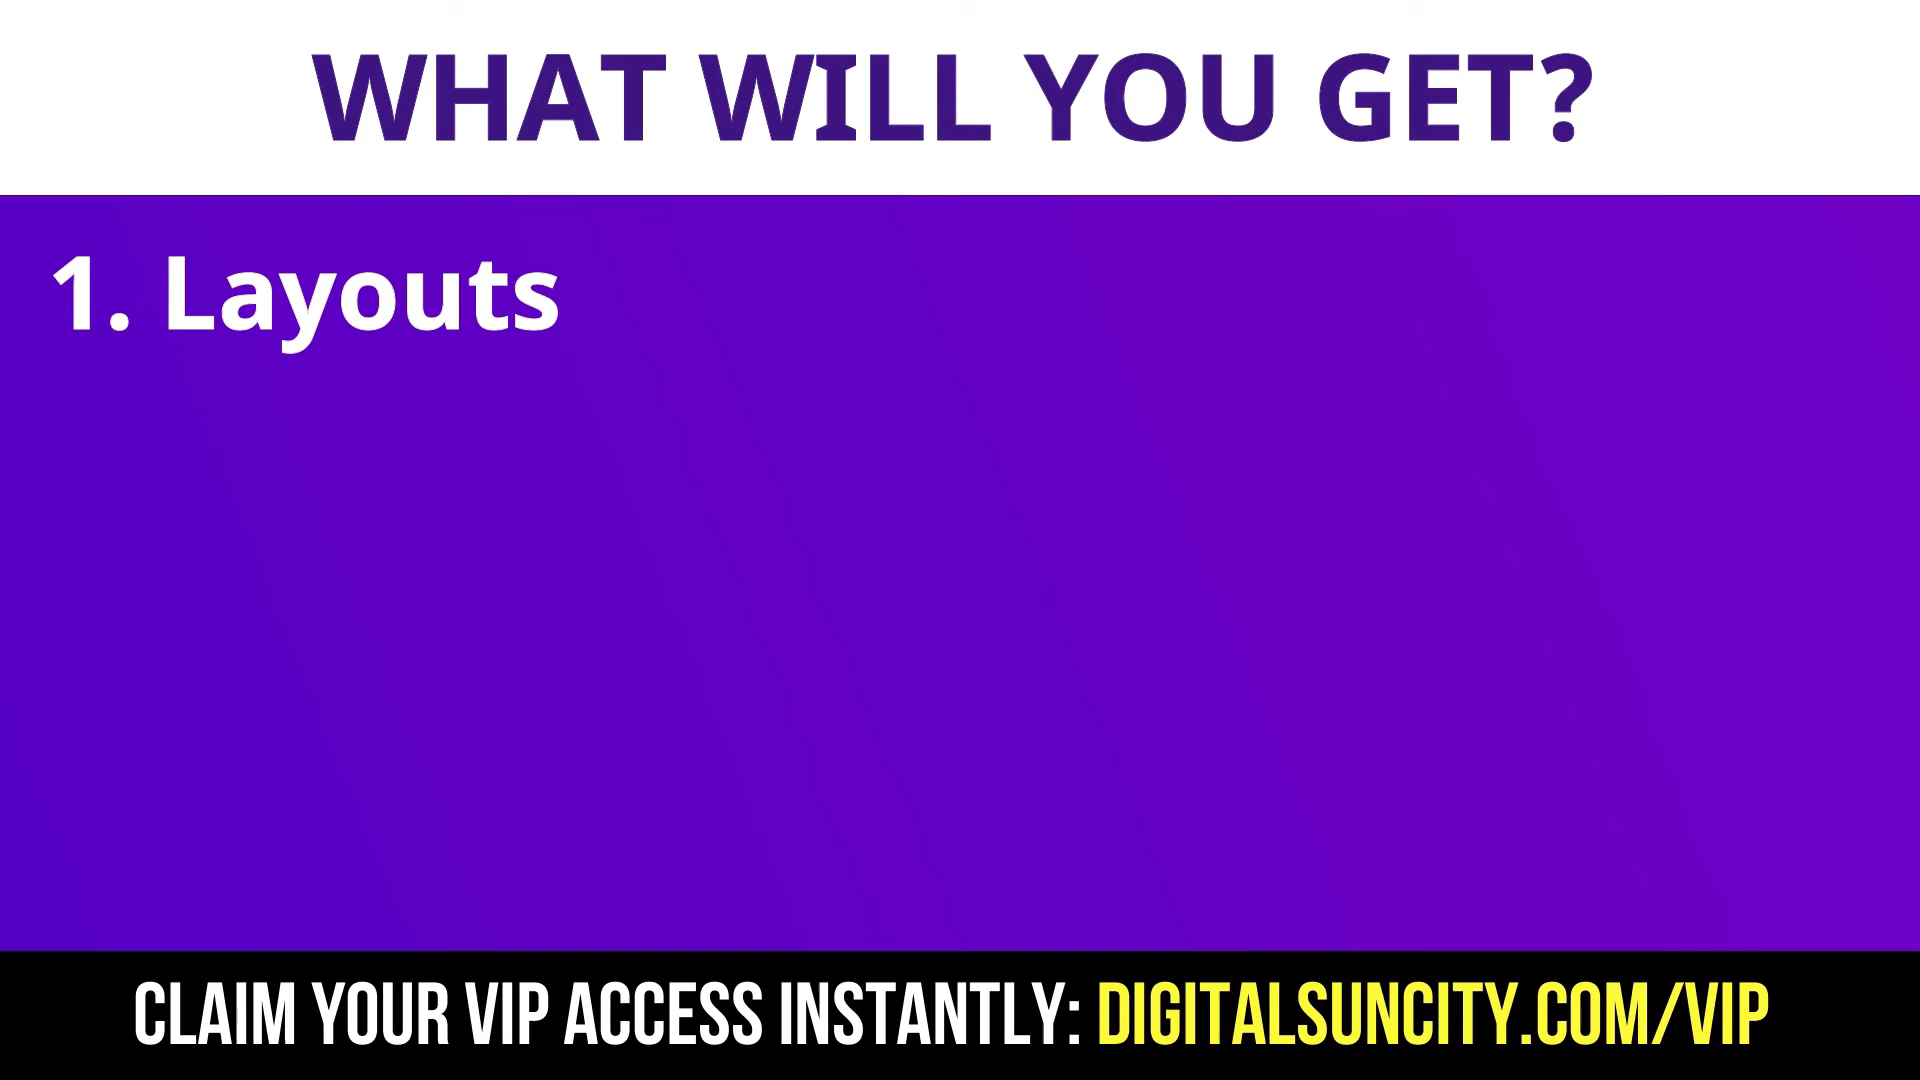 WHAT WILL YOU GET?
1. Layouts
CLAIM YOUR VIP ACCESS INSTANTLY: DIGITALSUNCITY.COM/VIP